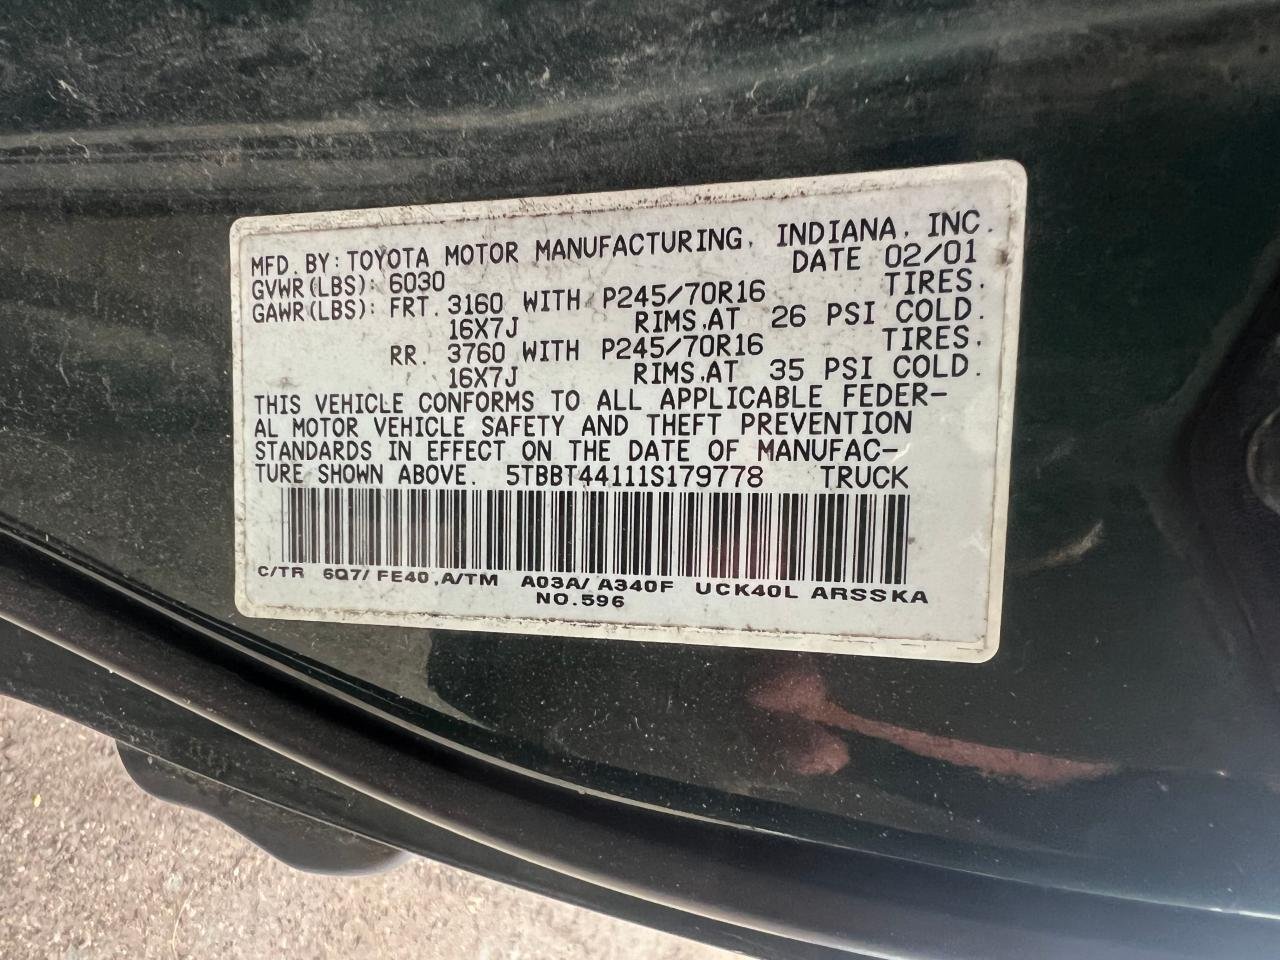 MFD. BY: TOYOTA MOTOR MANUFACTURING, INDIANA, INC.
GVWR(LBS): 6030 DATE 02/01
GAWR(LBS): FRT. 3160 WITH P245/70R16 TIRES.
16X7J RIMS,AT 26 PSI COLD.
RR. 3760 WITH P245/70R16 TIRES.
16X7J RIMS,AT 35 PSI COLD.
THIS VEHICLE CONFORMS TO ALL APPLICABLE FEDER-
AL MOTOR VEHICLE SAFETY AND THEFT PREVENTION
STANDARDS IN EFFECT ON THE DATE OF MANUFAC-
TURE SHOWN ABOVE. 5TBBT44111S179778 TRUCK
C/TR 6Q7/ FE40 ,A/TM A03A/ A340F UCK40L ARSSKA
NO.596